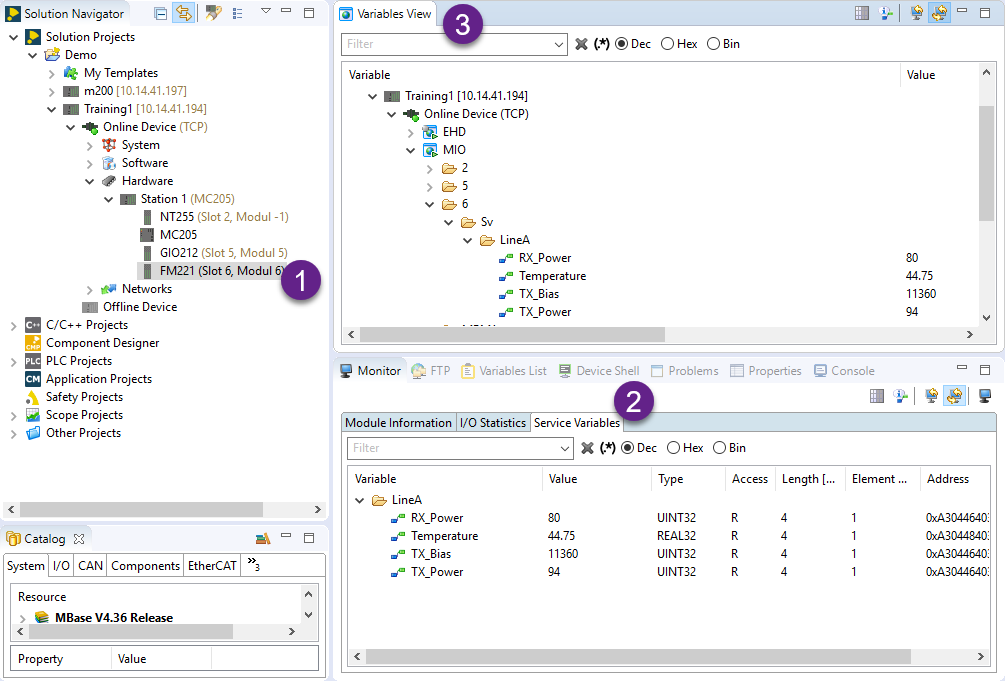 Solution Navigator
Solution Projects
Demo
My Templates
m200 [10.14.41.197]
Training1 [10.14.41.194]
Online Device (TCP)
System
Software
Hardware
Station 1 (MC205)
NT255 (Slot 2, Modul -1)
MC205
GIO212 (Slot 5, Modul 5)
FM221 (Slot 6, Modul 6)
1
Networks
Offline Device
C++ C/C++ Projects
Component Designer
PLC PLC Projects
CM Application Projects
Safety Projects
Scope Projects
Other Projects
Catalog
System I/O CAN Components EtherCAT » 3
Resource
MBase V4.36 Release
Property Value
Variables View
3
Filter (.*) Dec Hex Bin
Variable Value
Training1 [10.14.41.194]
Online Device (TCP)
EHD
MIO
2
5
6
Sv
LineA
RX_Power 80
Temperature 44.75
TX_Bias 11360
TX_Power 94
Monitor FTP Variables List Device Shell Problems Properties Console
2
Module Information I/O Statistics Service Variables
Filter (.*) Dec Hex Bin
Variable Value Type Access Length [... Element ... Address
LineA
RX_Power 80 UINT32 R 4 1 0xA3044640
Temperature 44.75 REAL32 R 4 1 0xA3044840
TX_Bias 11360 UINT32 R 4 1 0xA3044640
TX_Power 94 UINT32 R 4 1 0xA3044640